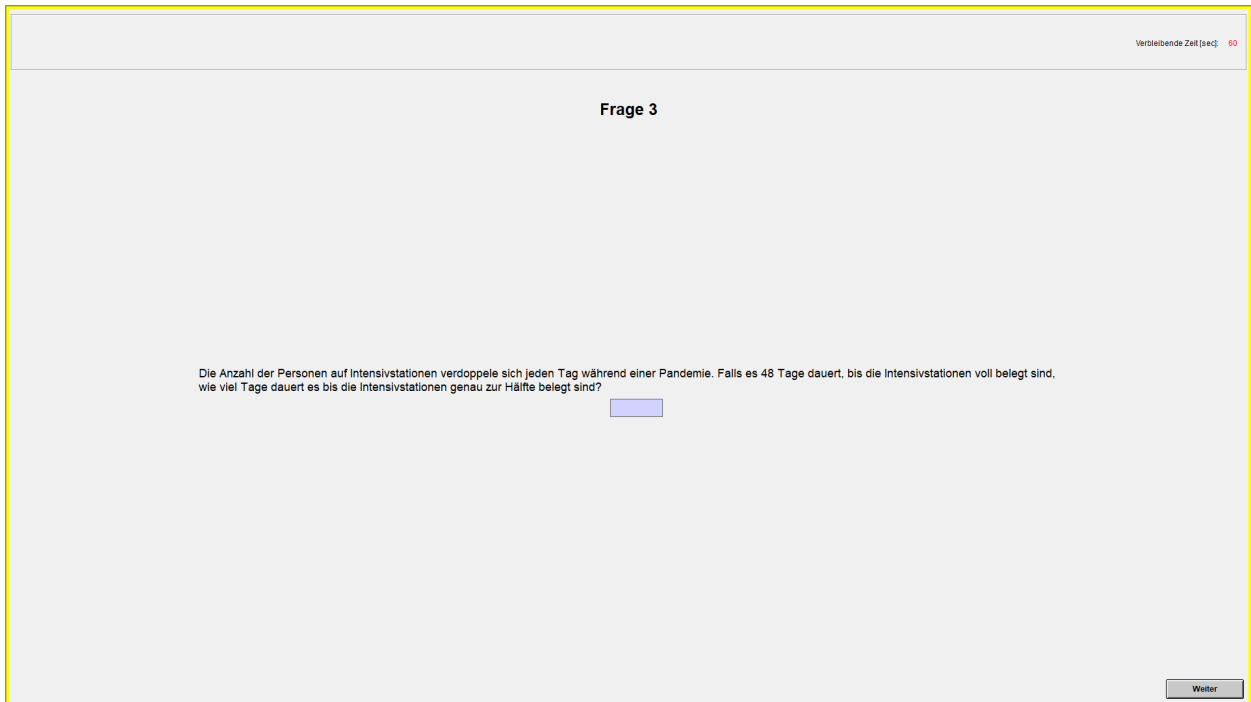 Verbleibende Zeit [sec]: 60
Frage 3
Die Anzahl der Personen auf Intensivstationen verdoppele sich jeden Tag während einer Pandemie. Falls es 48 Tage dauert, bis die Intensivstationen voll belegt sind,
wie viel Tage dauert es bis die Intensivstationen genau zur Hälfte belegt sind?
Weiter